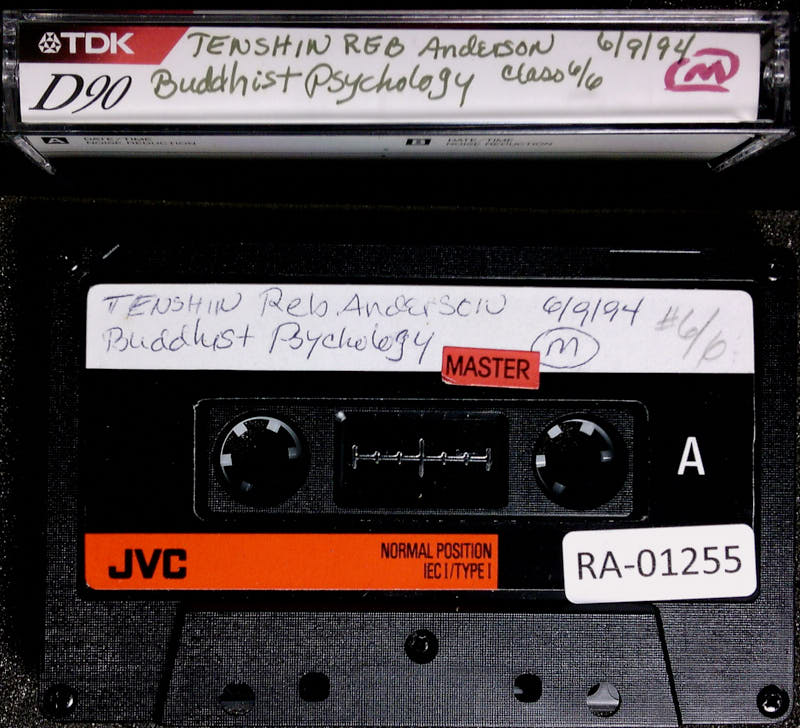 TDK TENSHIN REB Anderson 6/9/94
D90 Buddhist Psychology Class 6/6 M
A DATE/TIME NOISE REDUCTION B DATE/TIME NOISE REDUCTION
TENSHIN Reb. Anderson 6/9/94 #6/6
Buddhist Psychology M
MASTER
A
JVC NORMAL POSITION
IEC I/TYPE I
RA-01255